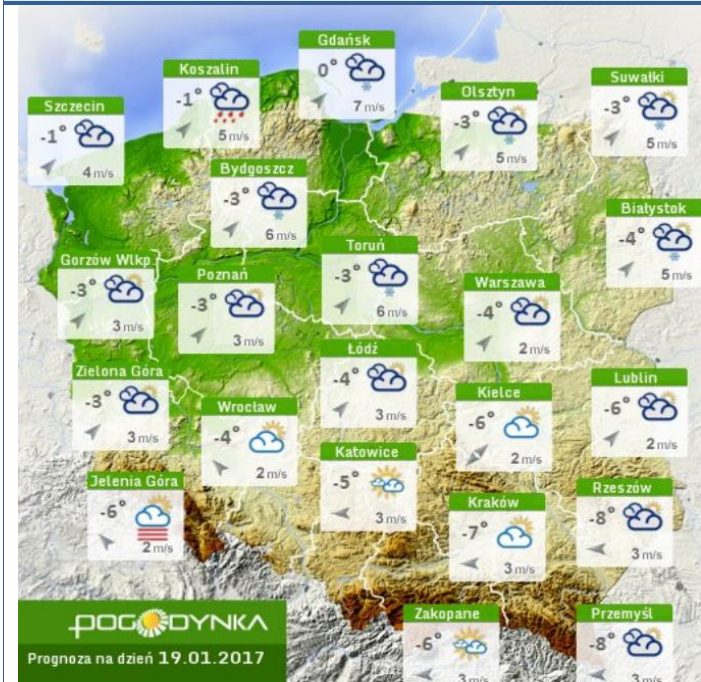 Gdańsk
0°
7 m/s
Koszalin
-1°
5 m/s
Szczecin
-1°
4 m/s
Olsztyn
-3°
5 m/s
Suwałki
-3°
5 m/s
Bydgoszcz
-3°
6 m/s
Białystok
-4°
5 m/s
Toruń
-3°
6 m/s
Gorzów Wlkp
-3°
3 m/s
Poznań
-3°
3 m/s
Warszawa
-4°
2 m/s
Łódź
-4°
3 m/s
Zielona Góra
-3°
3 m/s
Wrocław
-4°
2 m/s
Kielce
-6°
2 m/s
Lublin
-6°
2 m/s
Katowice
-5°
3 m/s
Jelenia Góra
-6°
2 m/s
Kraków
-7°
3 m/s
Rzeszów
-8°
3 m/s
Zakopane
-6°
3 m/s
Przemyśl
-8°
3 m/s
POGODYNKA
Prognoza na dzień 19.01.2017